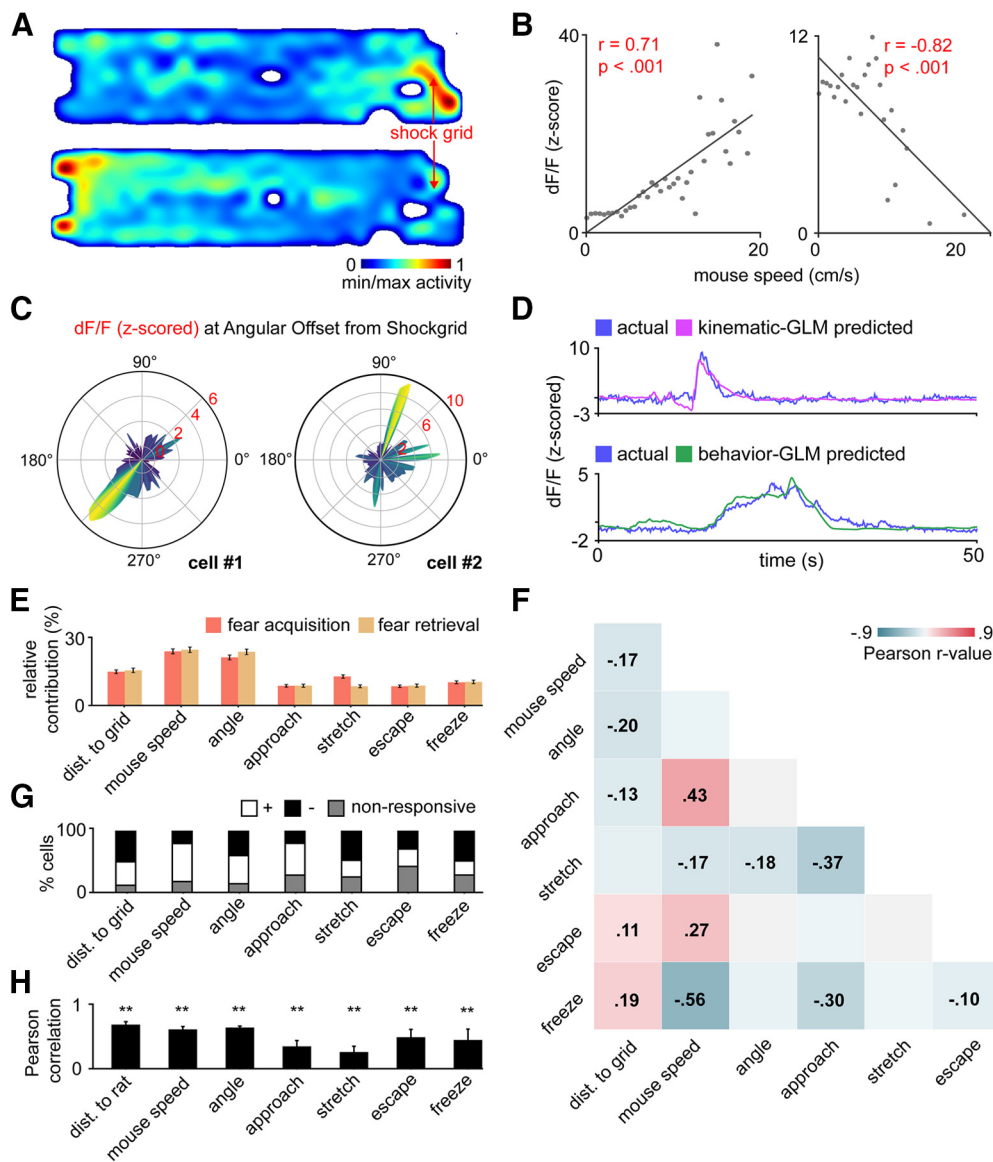 A
shock grid
0 1
min/max activity
B
r = 0.71
p < .001
r = -0.82
p < .001
dF/F (z-score)
40
0
12
0
0 20
0 20
mouse speed (cm/s)
C
dF/F (z-scored) at Angular Offset from Shockgrid
90°
180°
0°
270°
6
4
2
cell #1
90°
180°
0°
270°
10
6
2
cell #2
D
actual kinematic-GLM predicted
10
-3
actual behavior-GLM predicted
5
-2
dF/F (z-scored)
0 50
time (s)
E
fear acquisition fear retrieval
relative
contribution (%)
30
0
dist. to grid
mouse speed
angle
approach
stretch
escape
freeze
F
-.9 .9
Pearson r-value
mouse speed
-.17
angle
-.20
approach
-.13 .43
stretch
-.17 -.18 -.37
escape
.11 .27
freeze
.19 -.56 -.30 -.10
dist. to grid
mouse speed
angle
approach
stretch
escape
G
+ - non-responsive
% cells
100
0
dist. to grid
mouse speed
angle
approach
stretch
escape
freeze
H
Pearson
correlation
1
0
** ** ** ** ** ** **
dist. to rat
mouse speed
angle
approach
stretch
escape
freeze